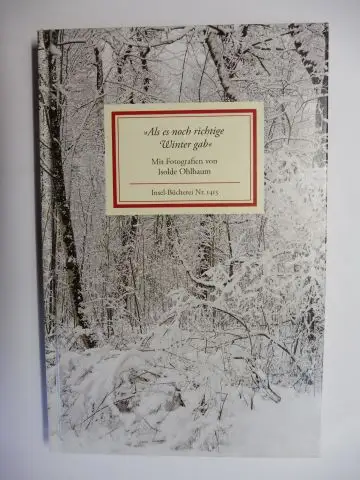 »Als es noch richtige
Winter gab«
Mit Fotografien von
Isolde Ohlbaum
Insel-Bücherei Nr. 1415